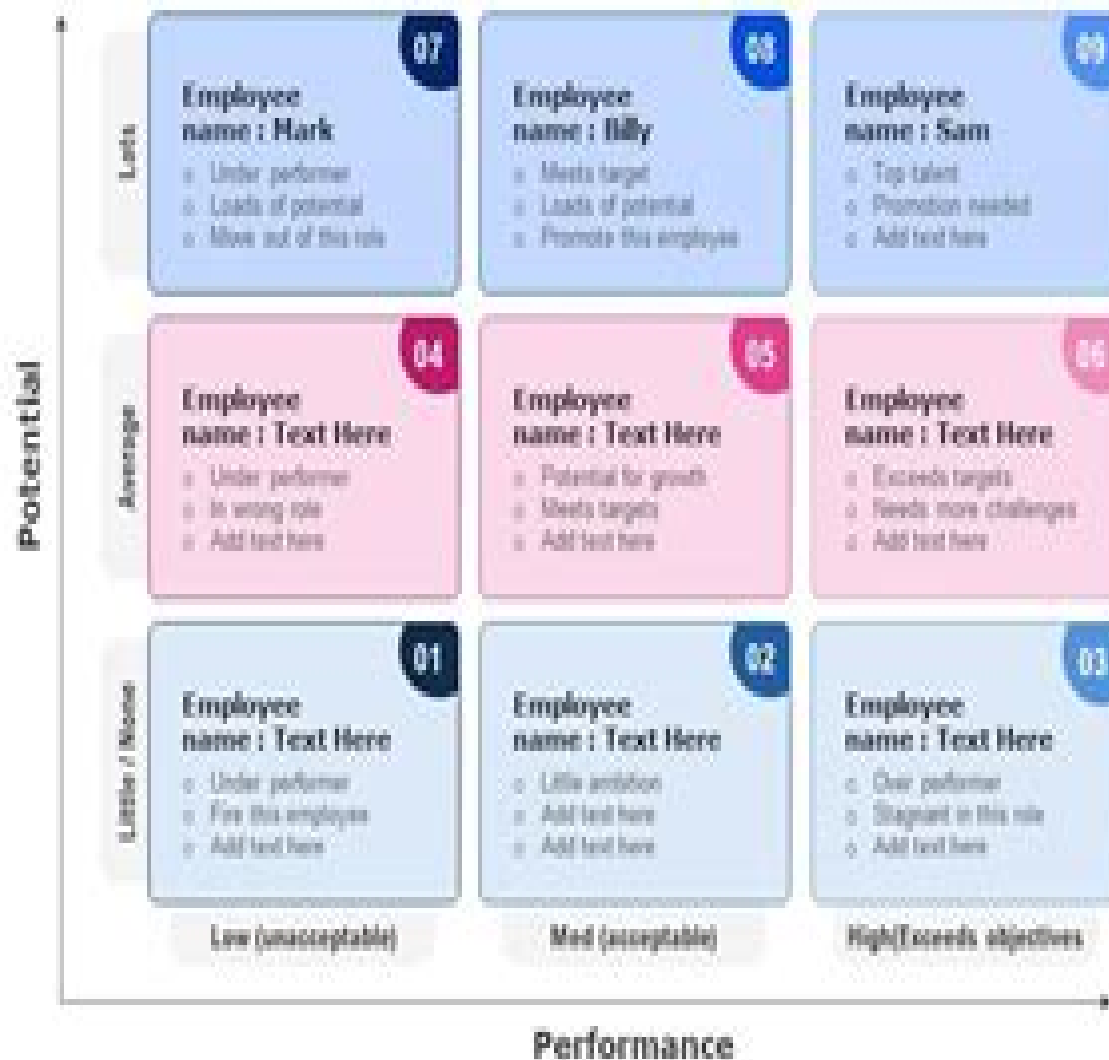 Potential
Lots
07
Employee
name : Mark
Under performer
Loads of potential
Move out of this role
08
Employee
name : Billy
Meets target
Loads of potential
Promote this employee
09
Employee
name : Sam
Top talent
Promotion needed
Add text here
Average
04
Employee
name : Text Here
Under performer
In wrong role
Add text here
05
Employee
name : Text Here
Potential for growth
Meets targets
Add text here
06
Employee
name : Text Here
Exceeds targets
Needs more challenges
Add text here
Little / None
01
Employee
name : Text Here
Under performer
Fire this employee
Add text here
02
Employee
name : Text Here
Little ambition
Add text here
Add text here
03
Employee
name : Text Here
Over performer
Stagnant in this role
Add text here
Low (unacceptable)
Med (acceptable)
High(Exceeds objectives
Performance